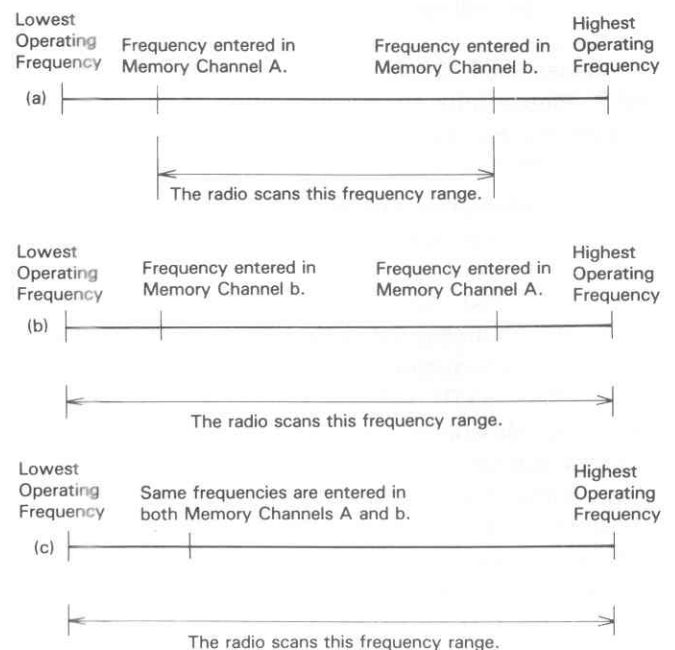 Lowest
Operating
Frequency
Frequency entered in
Memory Channel A.
Frequency entered in
Memory Channel b.
Highest
Operating
Frequency
(a)
The radio scans this frequency range.
Lowest
Operating
Frequency
Frequency entered in
Memory Channel b.
Frequency entered in
Memory Channel A.
Highest
Operating
Frequency
(b)
The radio scans this frequency range.
Lowest
Operating
Frequency
Same frequencies are entered in
both Memory Channels A and b.
Highest
Operating
Frequency
(c)
The radio scans this frequency range.